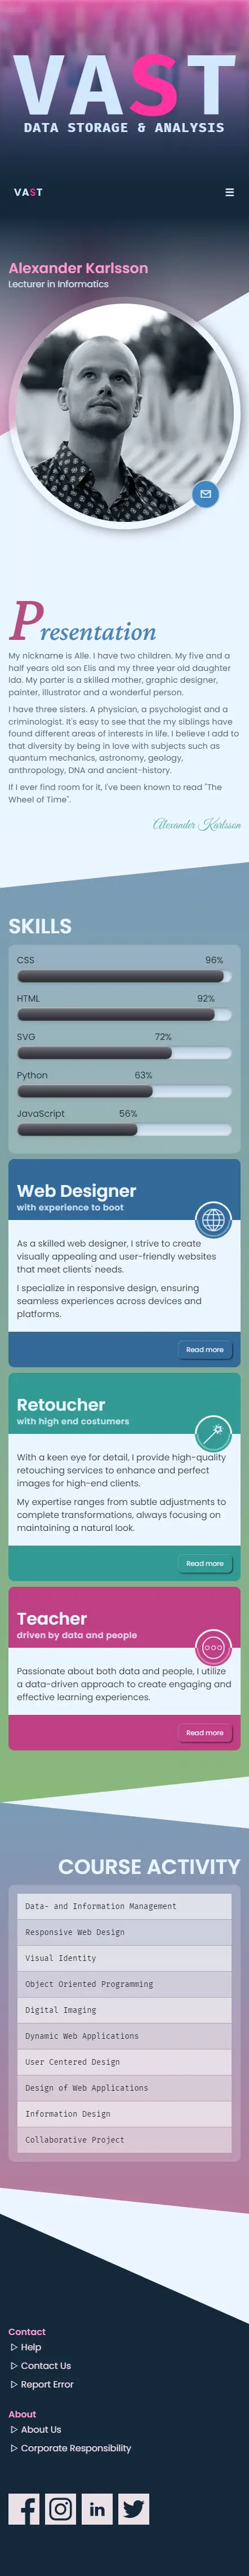 VAST
DATA STORAGE & ANALYSIS
VAST
Alexander Karlsson
Lecturer in Informatics
Presentation
My nickname is Alle. I have two children. My five and a
half years old son Elis and my three year old daughter
Ida. My parter is a skilled mother, graphic designer,
painter, illustrator and a wonderful person.
I have three sisters. A physician, a psychologist and a
criminologist. It's easy to see that the my siblings have
found different areas of interests in life. I believe I add to
that diversity by being in love with subjects such as
quantum mechanics, astronomy, geology,
anthropology, DNA and ancient-history.
If I ever find room for it, I've been known to read "The
Wheel of Time".
Alexander Karlsson
SKILLS
CSS 96%
HTML 92%
SVG 72%
Python 63%
JavaScript 56%
Web Designer
with experience to boot
As a skilled web designer, I strive to create
visually appealing and user-friendly websites
that meet clients' needs.
I specialize in responsive design, ensuring
seamless experiences across devices and
platforms.
Read more
Retoucher
with high end costumers
With a keen eye for detail, I provide high-quality
retouching services to enhance and perfect
images for high-end clients.
My expertise ranges from subtle adjustments to
complete transformations, always focusing on
maintaining a natural look.
Read more
Teacher
driven by data and people
Passionate about both data and people, I utilize
a data-driven approach to create engaging and
effective learning experiences.
Read more
COURSE ACTIVITY
Data- and Information Management
Responsive Web Design
Visual Identity
Object Oriented Programming
Digital Imaging
Dynamic Web Applications
User Centered Design
Design of Web Applications
Information Design
Collaborative Project
Contact
Help
Contact Us
Report Error
About
About Us
Corporate Responsibility